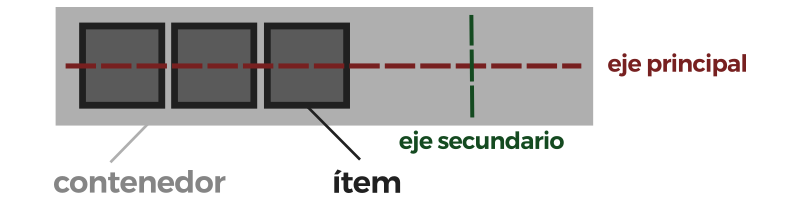 eje principal
eje secundario
contenedor
ítem